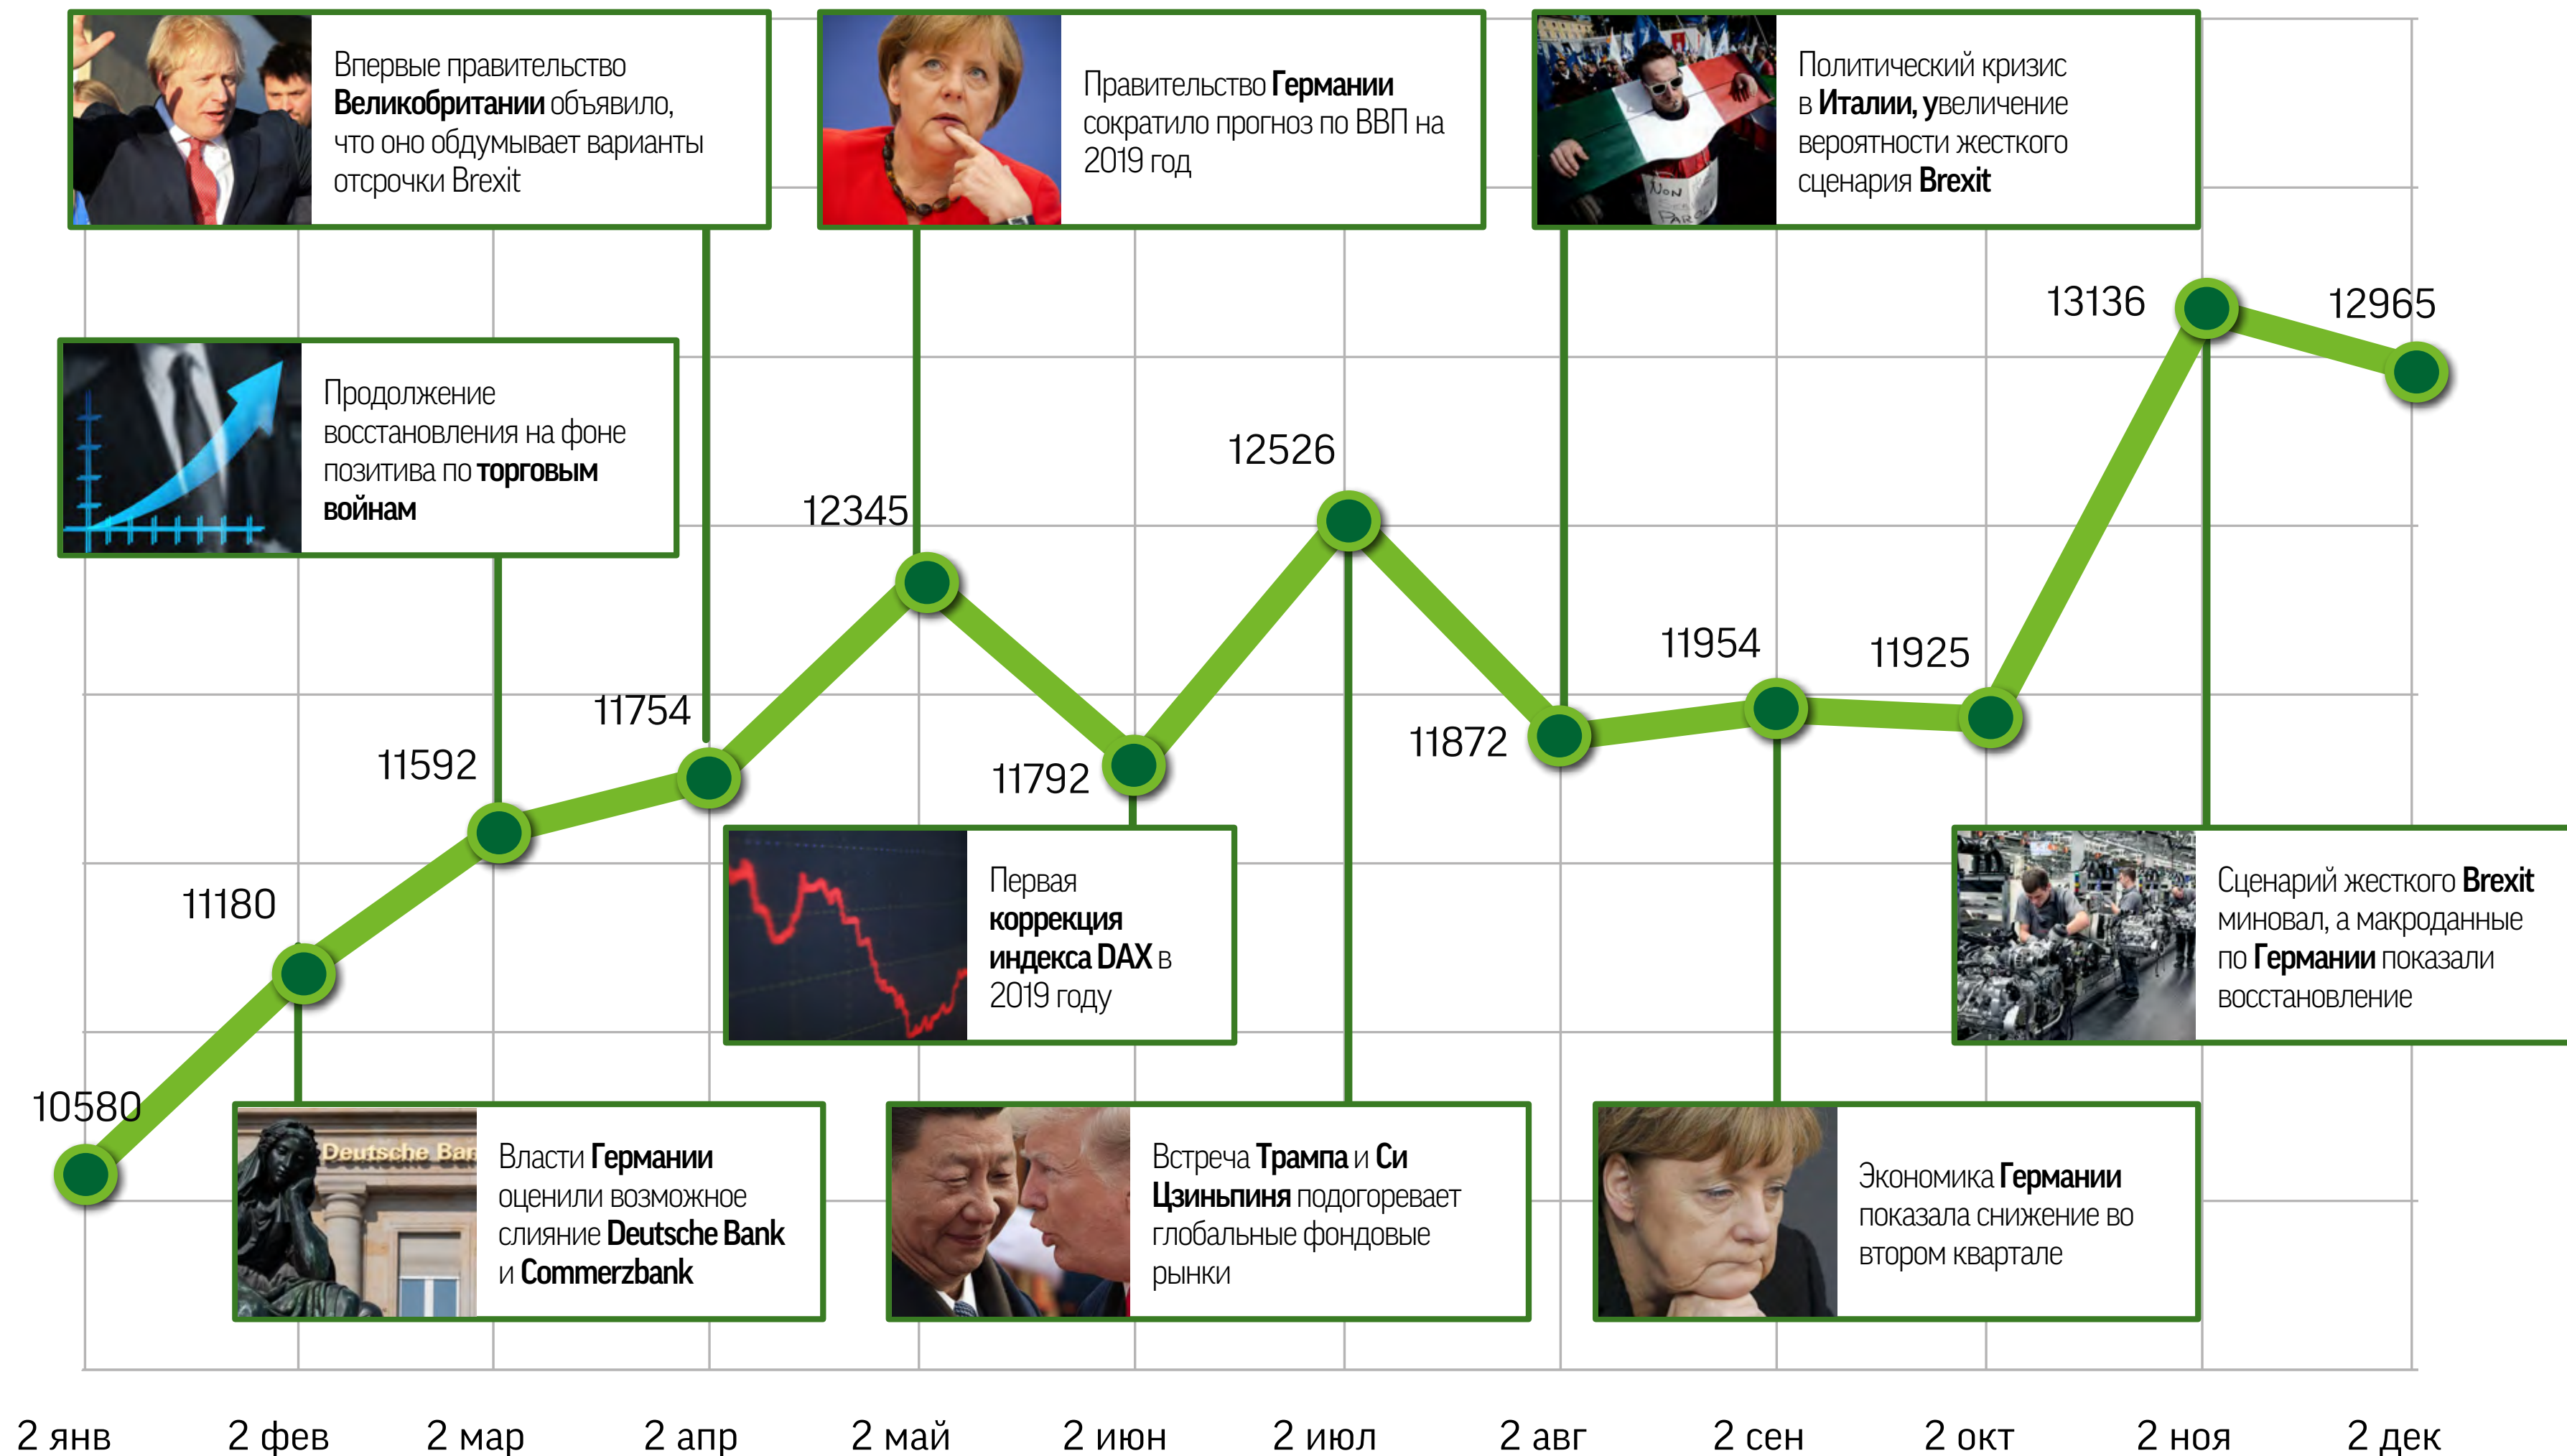 Впервые правительство
Великобритании объявило,
что оно обдумывает варианты
отсрочки Brexit
Правительство Германии
сократило прогноз по ВВП на
2019 год
Политический кризис
в Италии, увеличение
вероятности жесткого
сценария Brexit
NON
PARO
13136
12965
Продолжение
восстановления на фоне
позитива по торговым
войнам
12345
12526
11754
11592
11792
11872
11954
11925
11180
10580
Первая
коррекция
индекса DAX в
2019 году
Сценарий жесткого Brexit
миновал, а макроданные
по Германии показали
восстановление
Deutsche Ban
Власти Германии
оценили возможное
слияние Deutsche Bank
и Commerzbank
Встреча Трампа и Си
Цзиньпиня подогоревает
глобальные фондовые
рынки
Экономика Германии
показала снижение во
втором квартале
2 янв
2 фев
2 мар
2 апр
2 май
2 июн
2 июл
2 авг
2 сен
2 окт
2 ноя
2 дек